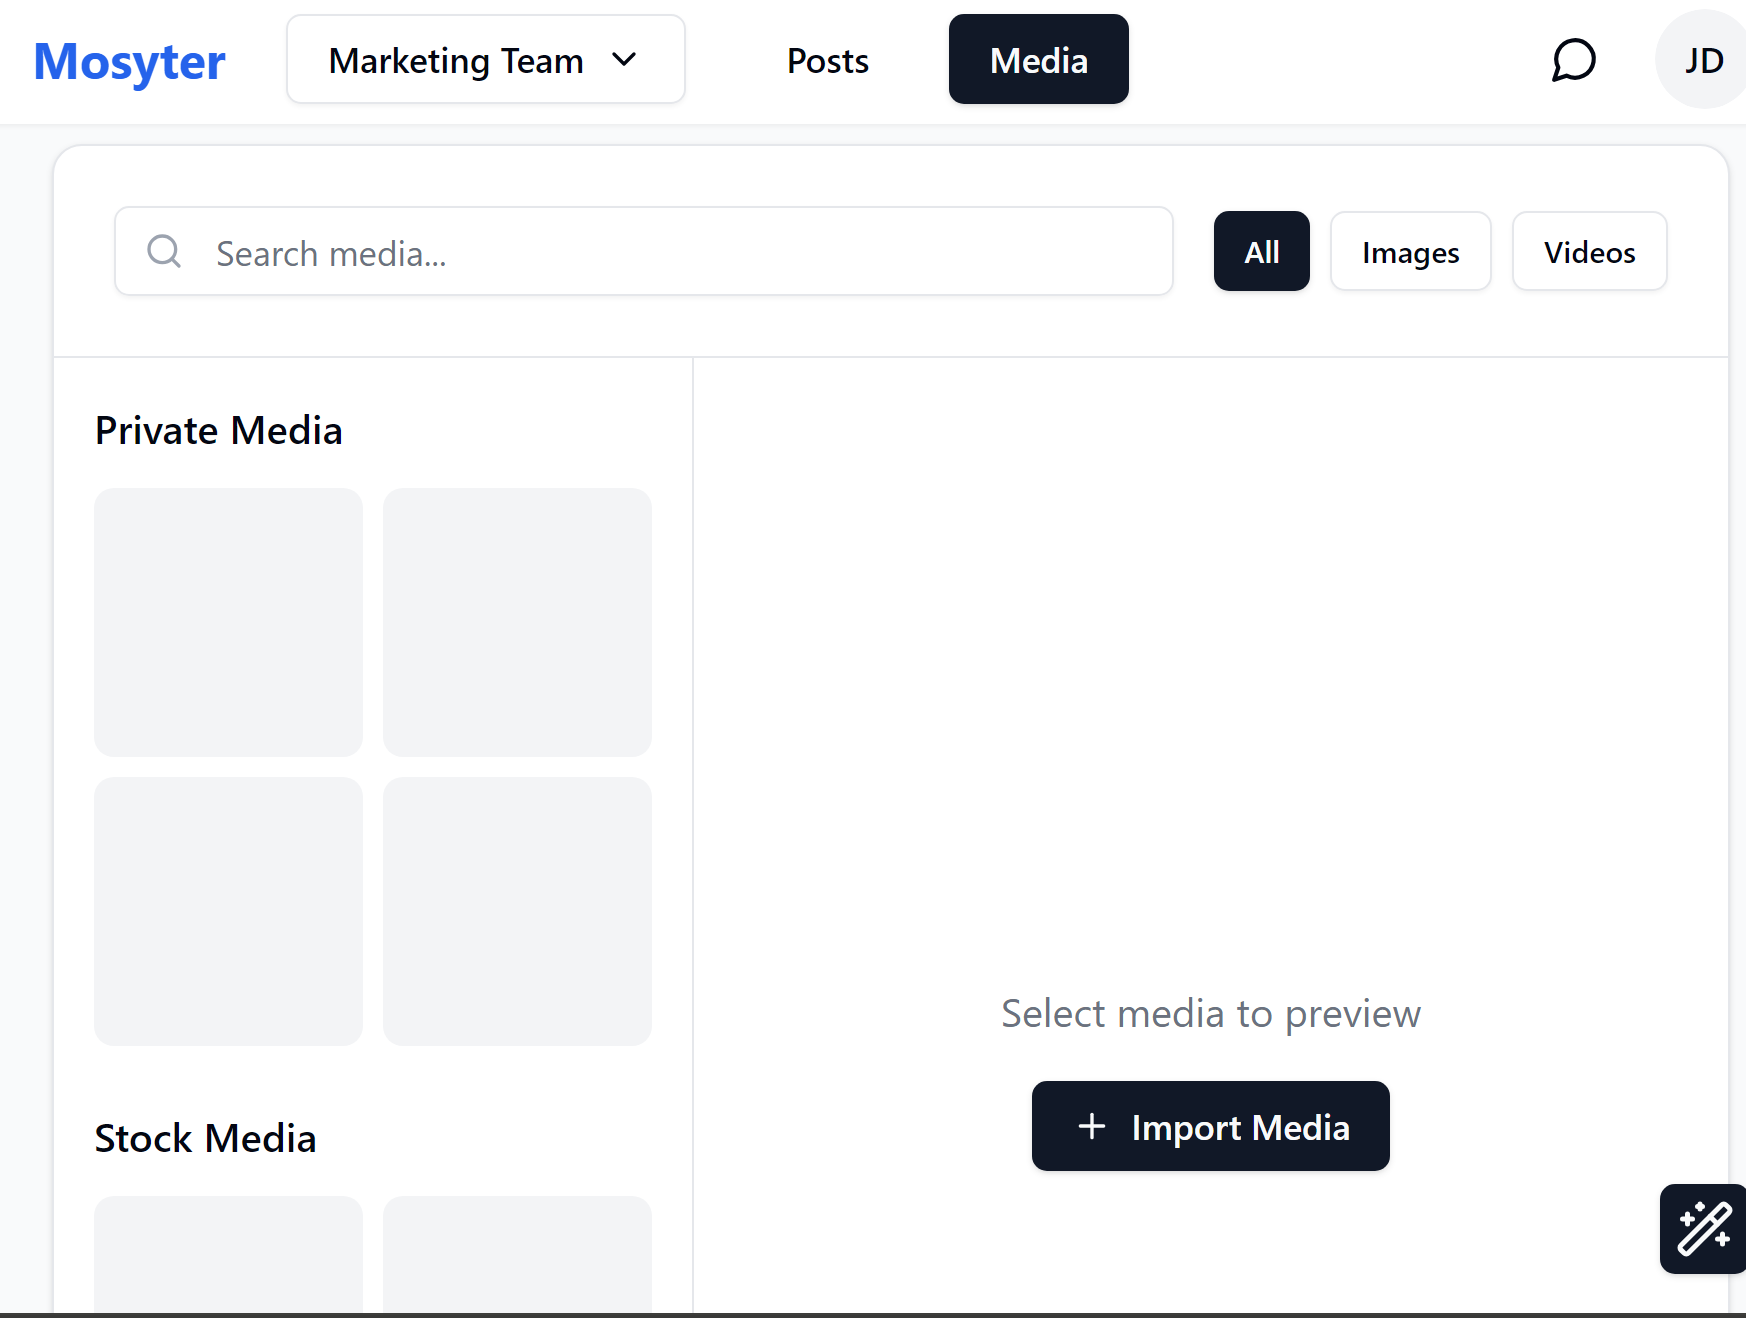 Mosyter
Marketing Team
Posts
Media
JD
Search media...
All
Images
Videos
Private Media
Select media to preview
Import Media
Stock Media